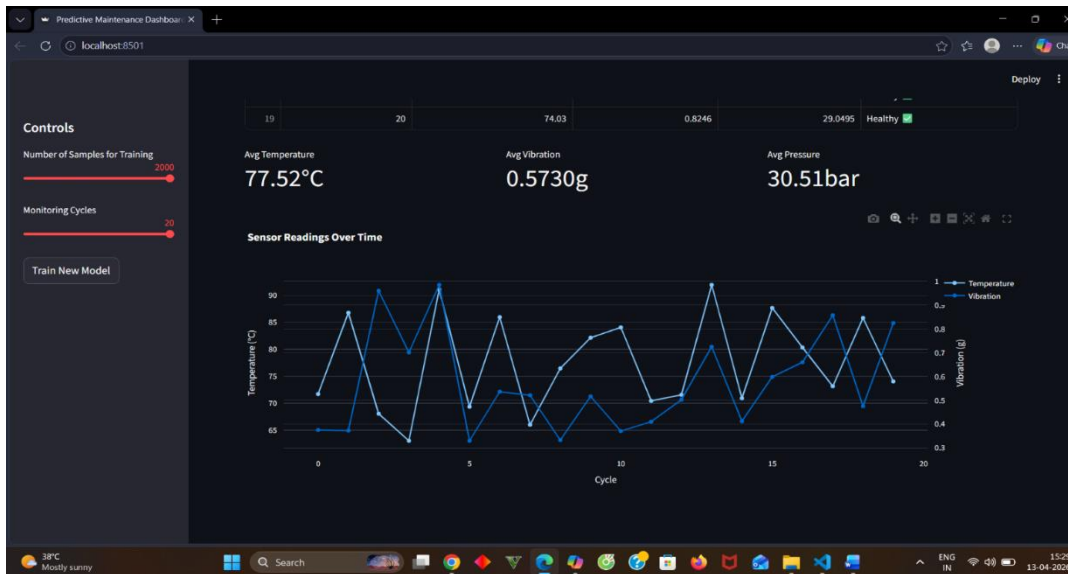 Predictive Maintenance Dashboar
localhost:8501
Deploy
Controls
Number of Samples for Training
2000
Monitoring Cycles
20
Train New Model
19 20 74.03 0.8246 29.0495 Healthy ✅
Avg Temperature Avg Vibration Avg Pressure
77.52°C 0.5730g 30.51bar
Sensor Readings Over Time
Temperature
Vibration
Temperature (°C)
90
85
80
75
70
65
1
0.8
0.7
0.6
0.5
0.4
0.3
Vibration (g)
0 5 10 15 20
Cycle
38°C
Mostly sunny
Search
ENG
IN
15:29
13-04-202